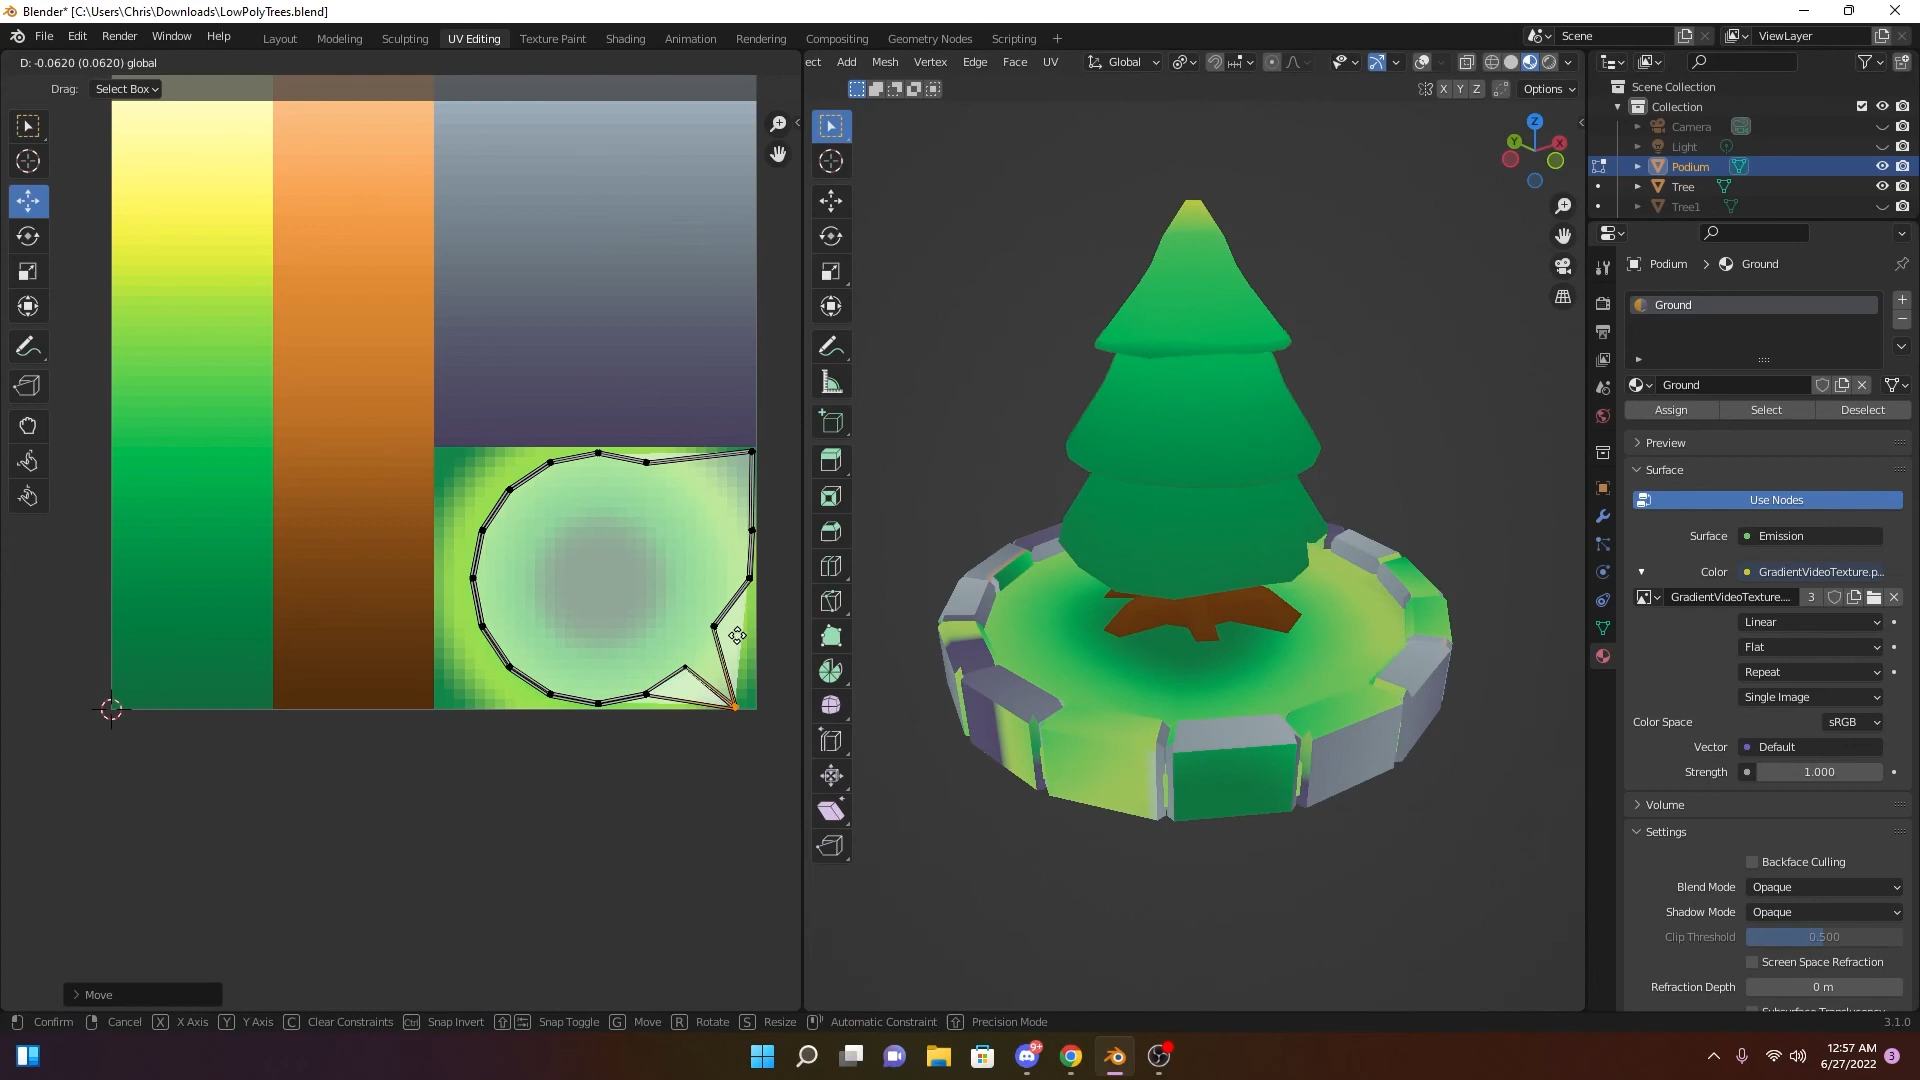 Blender* [C:\Users\Chris\Downloads\LowPolyTrees.blend]
File Edit Render Window Help
Layout Modeling Sculpting UV Editing Texture Paint Shading Animation Rendering Compositing Geometry Nodes Scripting +
Scene
ViewLayer
D: -0.0620 (0.0620) global
ect Add Mesh Vertex Edge Face UV
Global
Drag: Select Box
X Y Z
Options
Scene Collection
Collection
Camera
Light
Podium
Tree
Tree1
Z
Y
X
Podium > Ground
Ground
Ground
Assign Select Deselect
Preview
Surface
Use Nodes
Surface Emission
Color GradientVideoTexture.p...
GradientVideoTexture.... 3
Linear
Flat
Repeat
Single Image
Color Space sRGB
Vector Default
Strength 1.000
Volume
Settings
Backface Culling
Blend Mode Opaque
Shadow Mode Opaque
Clip Threshold 0.500
Screen Space Refraction
Refraction Depth 0 m
Move
Confirm Cancel X X Axis Y Y Axis C Clear Constraints Ctrl Snap Invert Snap Toggle G Move R Rotate S Resize Automatic Constraint Precision Mode
3.1.0
9+
12:57 AM
6/27/2022
3